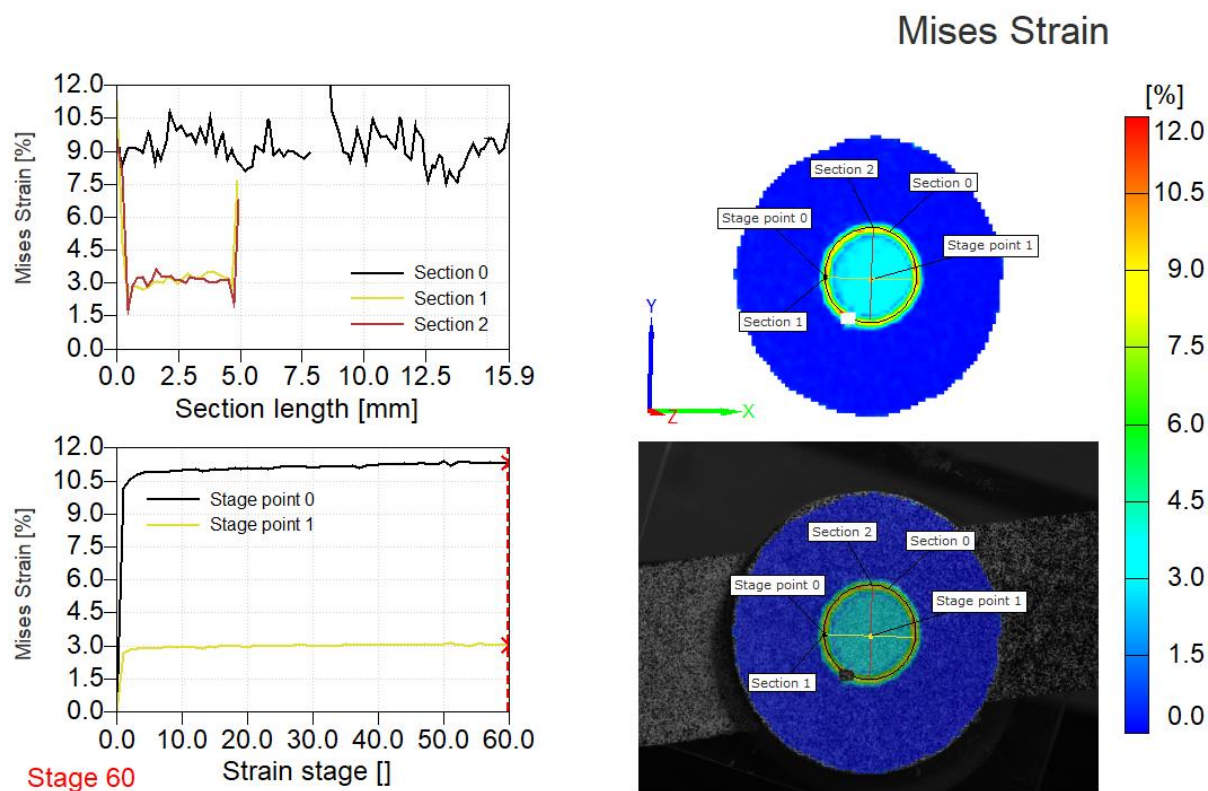 Mises Strain
Mises Strain [%]
12.0
10.5
9.0
7.5
6.0
4.5
3.0
1.5
0.0
Section 0
Section 1
Section 2
0.0 2.5 5.0 7.5 10.0 12.5 15.9
Section length [mm]
Section 2
Section 0
Stage point 0
Stage point 1
Section 1
Y
X
Z
[%]
12.0
10.5
9.0
7.5
6.0
4.5
3.0
1.5
0.0
Mises Strain [%]
12.0
10.5
9.0
7.5
6.0
4.5
3.0
1.5
0.0
Stage point 0
Stage point 1
0.0 10.0 20.0 30.0 40.0 50.0 60.0
Strain stage []
Stage 60
Section 2
Section 0
Stage point 0
Stage point 1
Section 1